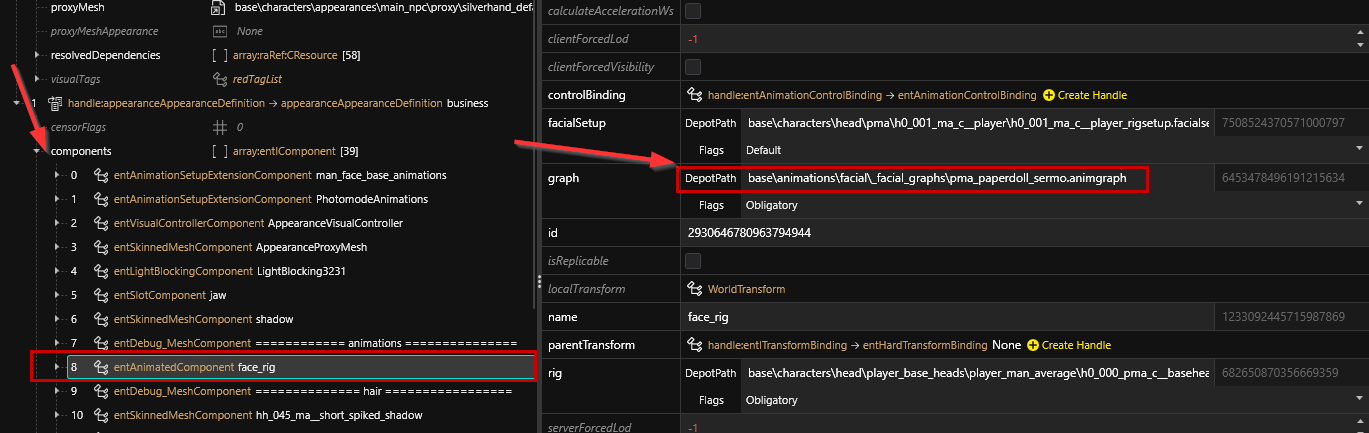 proxyMesh base\characters\appearances\main_npc\proxy\silverhand_def
proxyMeshAppearance abc None
resolvedDependencies [ ] array:raRef:CResource [58]
visualTags redTagList
1 handle:appearanceAppearanceDefinition → appearanceAppearanceDefinition business
censorFlags 0
components [ ] array:entIComponent [39]
0 entAnimationSetupExtensionComponent man_face_base_animations
1 entAnimationSetupExtensionComponent PhotomodeAnimations
2 entVisualControllerComponent AppearanceVisualController
3 entSkinnedMeshComponent AppearanceProxyMesh
4 entLightBlockingComponent LightBlocking3231
5 entSlotComponent jaw
6 entSkinnedMeshComponent shadow
7 entDebug_MeshComponent ============ animations ===============
8 entAnimatedComponent face_rig
9 entDebug_MeshComponent ============== hair =================
10 entSkinnedMeshComponent hh_045_ma__short_spiked_shadow
calculateAccelerationWs
clientForcedLod -1
clientForcedVisibility
controlBinding handle:entAnimationControlBinding → entAnimationControlBinding Create Handle
facialSetup DepotPath base\characters\head\pma\h0_001_ma_c__player\h0_001_ma_c__player_rigsetup.facialse 7508524370571000797
Flags Default
graph DepotPath base\animations\facial\_facial_graphs\pma_paperdoll_sermo.animgraph 6453478496191215634
Flags Obligatory
id 2930646780963794944
isReplicable
localTransform WorldTransform
name face_rig 1233092445715987869
parentTransform handle:entITransformBinding → entHardTransformBinding None Create Handle
rig DepotPath base\characters\head\player_base_heads\player_man_average\h0_000_pma_c__basehea 682650870356669359
Flags Obligatory
serverForcedLod -1